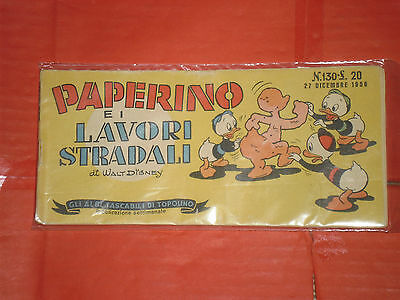 PAPERINO
E I
LAVORI
STRADALI
di WALT DISNEY
N. 130 - L. 20
27 DICEMBRE 1950
GLI ALBI TASCABILI DI TOPOLINO
pubblicazione settimanale